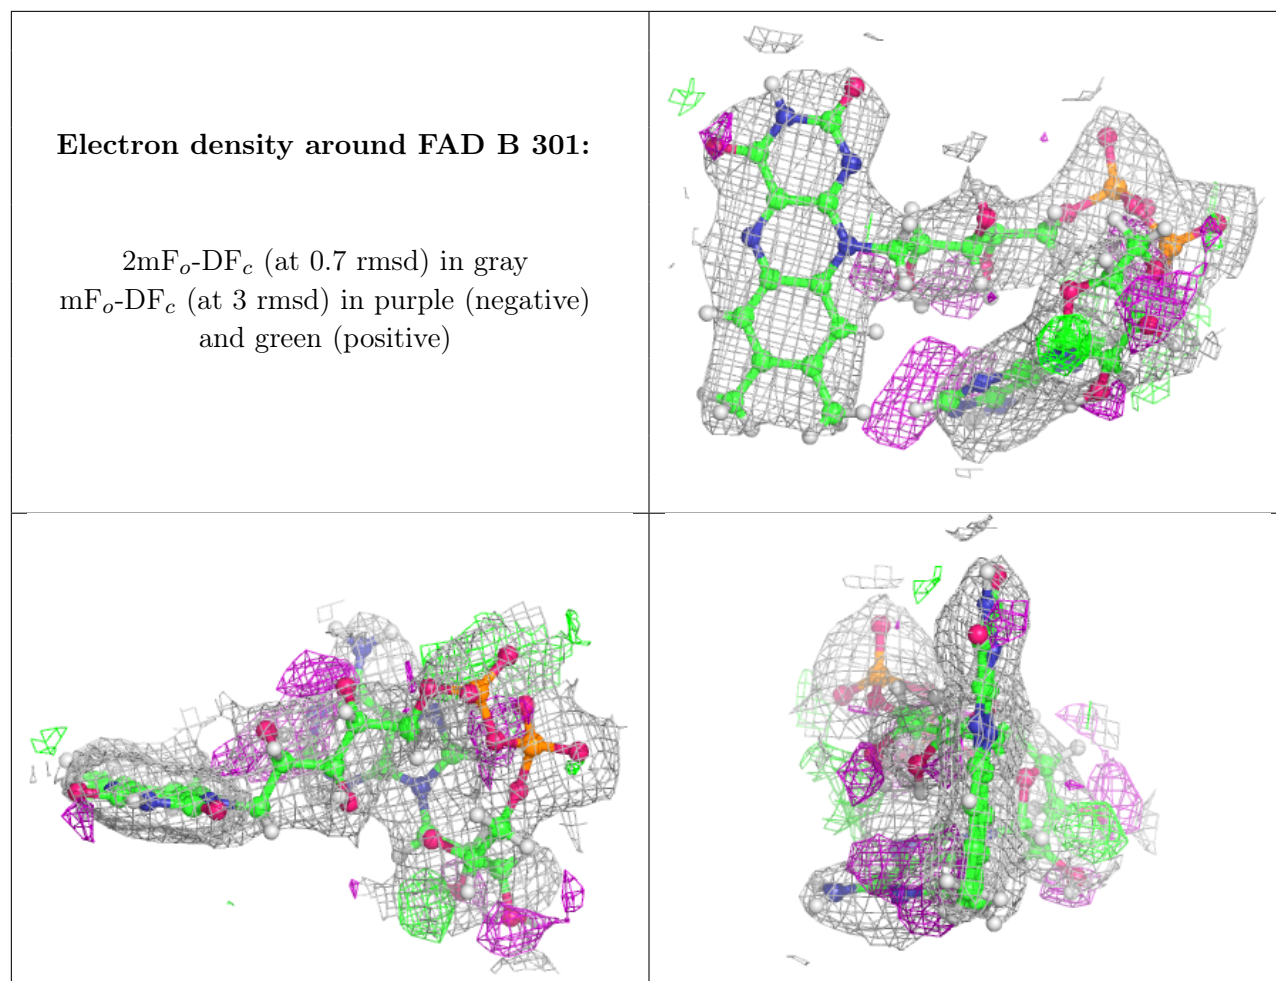 Electron density around FAD B 301:
2mFo-DFc (at 0.7 rmsd) in gray
mFo-DFc (at 3 rmsd) in purple (negative)
and green (positive)